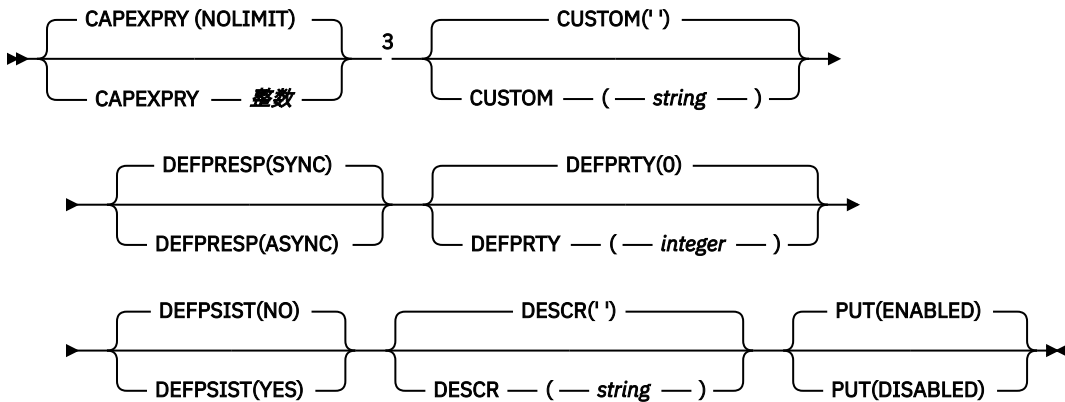 CAPEXPRY (NOLIMIT) 3 CUSTOM(' ')
CAPEXPRY 整数 CUSTOM ( string )
DEFPRESP(SYNC) DEFPRTY(0)
DEFPRESP(ASYNC) DEFPRTY ( integer )
DEFPSIST(NO) DESCR(' ') PUT(ENABLED)
DEFPSIST(YES) DESCR ( string ) PUT(DISABLED)